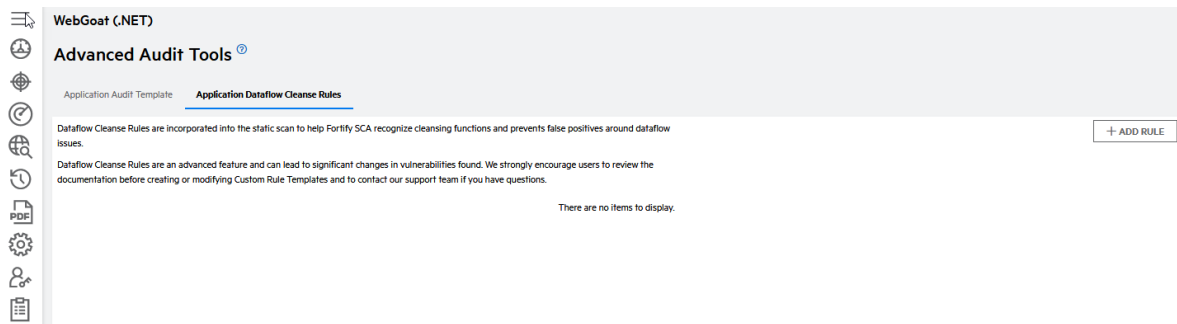 WebGoat (.NET)
Advanced Audit Tools ?
Application Audit Template Application Dataflow Cleanse Rules
Dataflow Cleanse Rules are incorporated into the static scan to help Fortify SCA recognize cleansing functions and prevents false positives around dataflow
issues.
+ ADD RULE
Dataflow Cleanse Rules are an advanced feature and can lead to significant changes in vulnerabilities found. We strongly encourage users to review the
documentation before creating or modifying Custom Rule Templates and to contact our support team if you have questions.
There are no items to display.
PDF